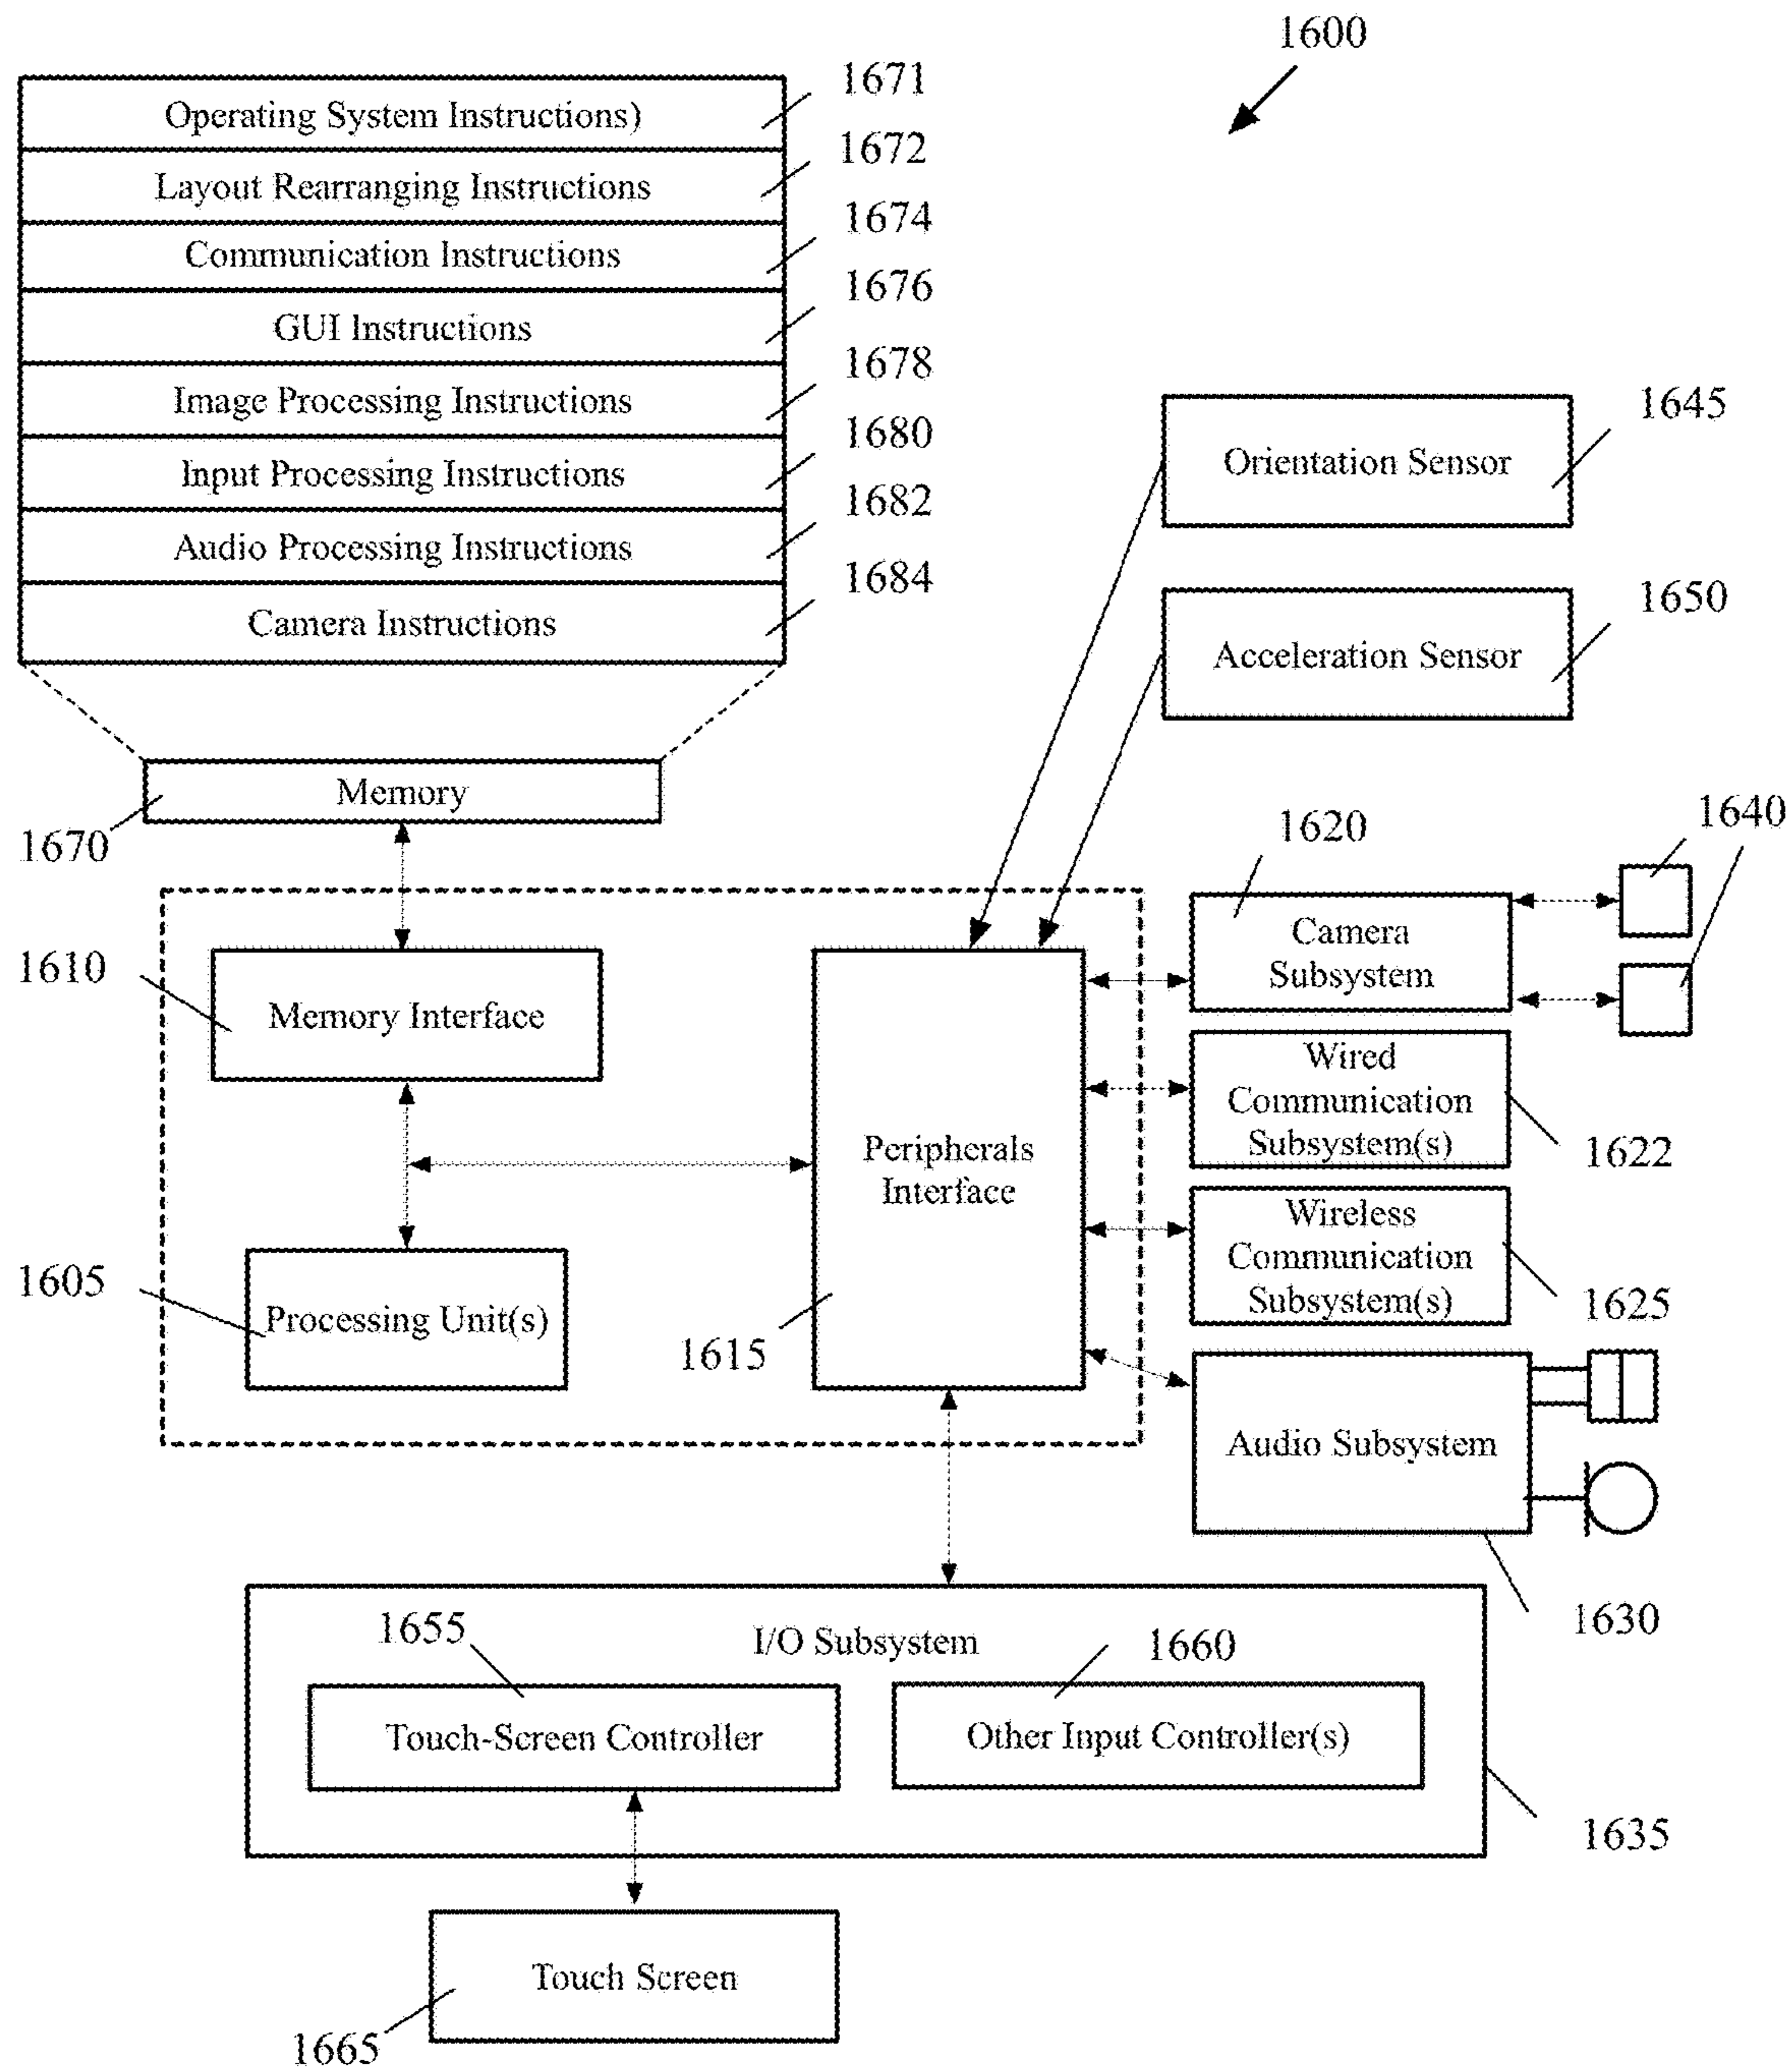 1600
1671
Operating System Instructions)
1672
Layout Rearranging Instructions
1674
Communication Instructions
1676
GUI Instructions
1678
Image Processing Instructions
1680
Input Processing Instructions
1682
Audio Processing Instructions
1684
Camera Instructions
1645
Orientation Sensor
1650
Acceleration Sensor
Memory
1670
1620
1640
Camera
Subsystem
1610
Memory Interface
Wired
Communication
Subsystem(s)
1622
Peripherals
Interface
Wireless
Communication
Subsystem(s)
1625
1605
Processing Unit(s)
1615
Audio Subsystem
1630
I/O Subsystem
1655
1660
Touch-Screen Controller
Other Input Controller(s)
1635
Touch Screen
1665